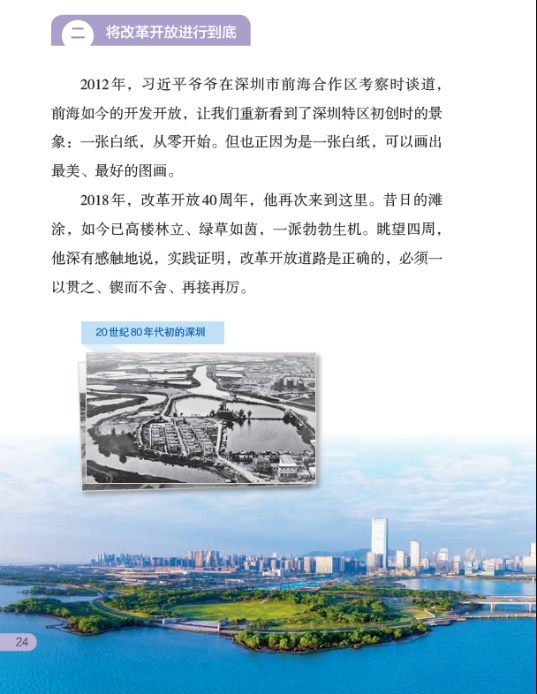 二 将改革开放进行到底
2012年，习近平爷爷在深圳市前海合作区考察时谈道，
前海如今的开发开放，让我们重新看到了深圳特区初创时的景
象：一张白纸，从零开始。但也正因为是一张白纸，可以画出
最美、最好的图画。
2018年，改革开放40周年，他再次来到这里。昔日的滩
涂，如今已高楼林立、绿草如茵，一派勃勃生机。眺望四周，
他深有感触地说，实践证明，改革开放道路是正确的，必须一
以贯之、锲而不舍、再接再厉。
20世纪80年代初的深圳
24